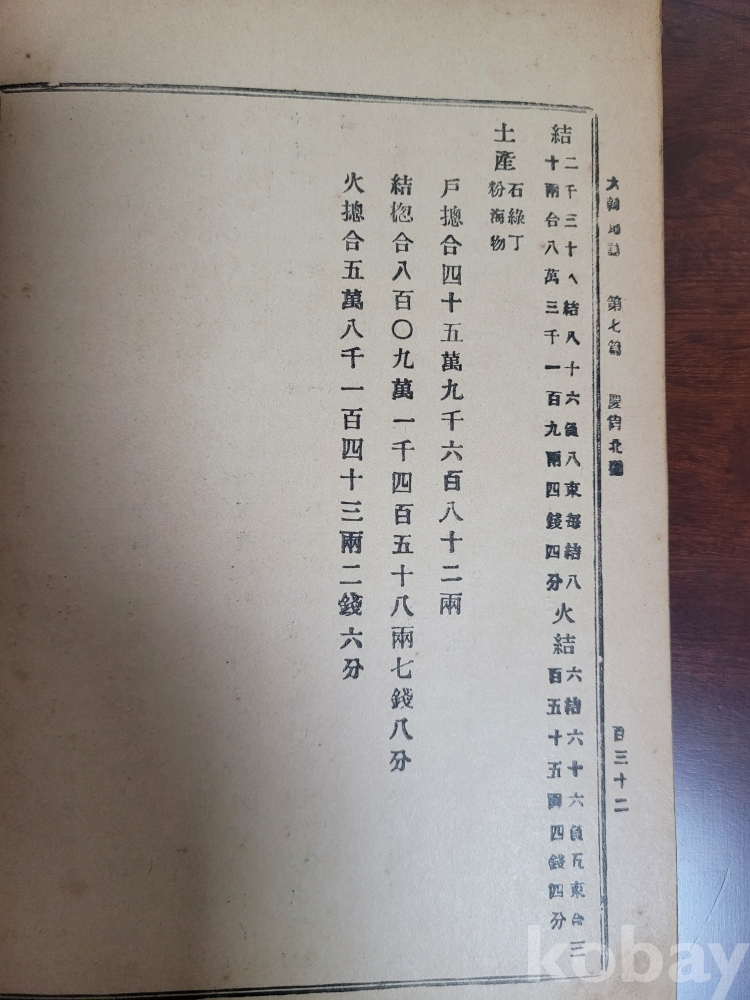 大韓地誌 第七篇 慶尙北道 百三十二
結 二千三十八結八十六負八束每結八
十兩合八萬三千一百九兩四錢四分 火結 六結六十六負五束合三
百五十五兩四錢四分
土產 石綠丁
粉海物
戶摠合四十五萬九千六百八十二兩
結摠合八百〇九萬一千四百五十八兩七錢八分
火摠合五萬八千一百四十三兩二錢六分
kobay